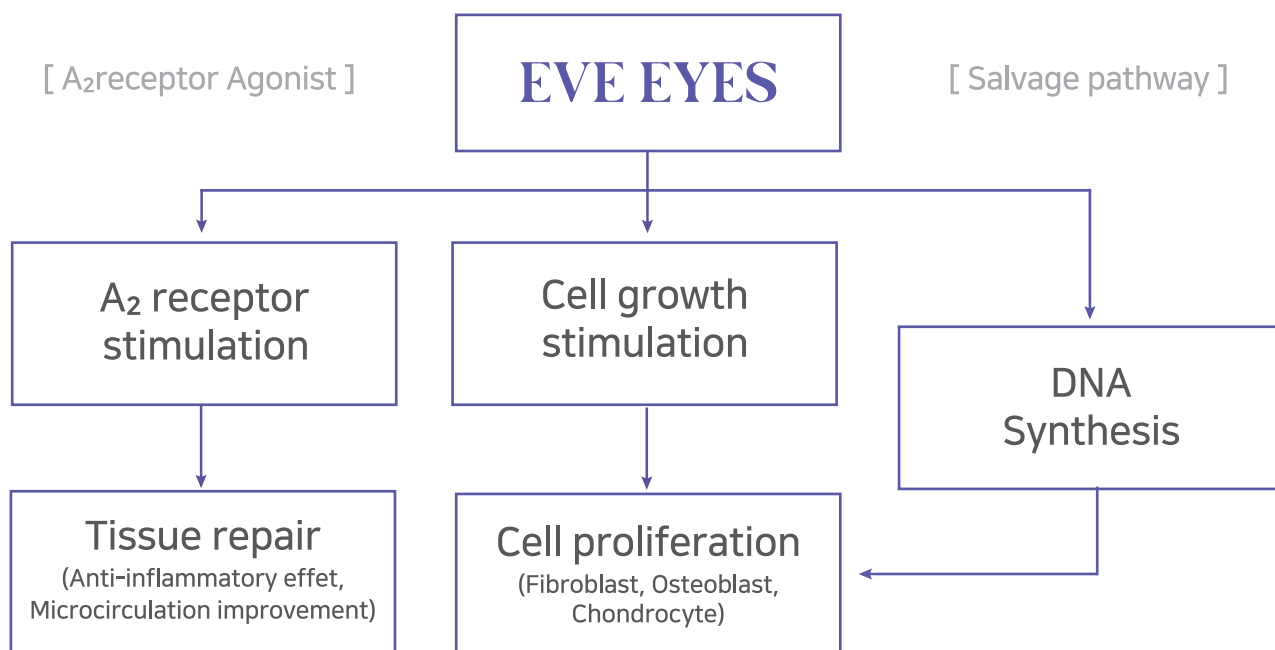 [ A₂receptor Agonist ]
EVE EYES
[ Salvage pathway ]
A₂ receptor
stimulation
Cell growth
stimulation
DNA
Synthesis
Tissue repair
(Anti-inflammatory effet,
Microcirculation improvement)
Cell proliferation
(Fibroblast, Osteoblast,
Chondrocyte)